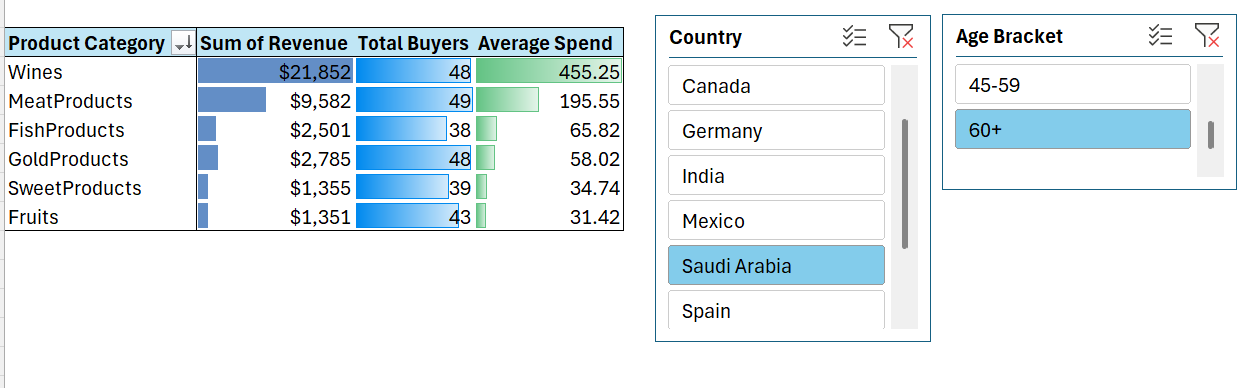 Product Category Sum of Revenue Total Buyers Average Spend
Wines $21,852 48 455.25
MeatProducts $9,582 49 195.55
FishProducts $2,501 38 65.82
GoldProducts $2,785 48 58.02
SweetProducts $1,355 39 34.74
Fruits $1,351 43 31.42
Country
Canada
Germany
India
Mexico
Saudi Arabia
Spain
Age Bracket
45-59
60+